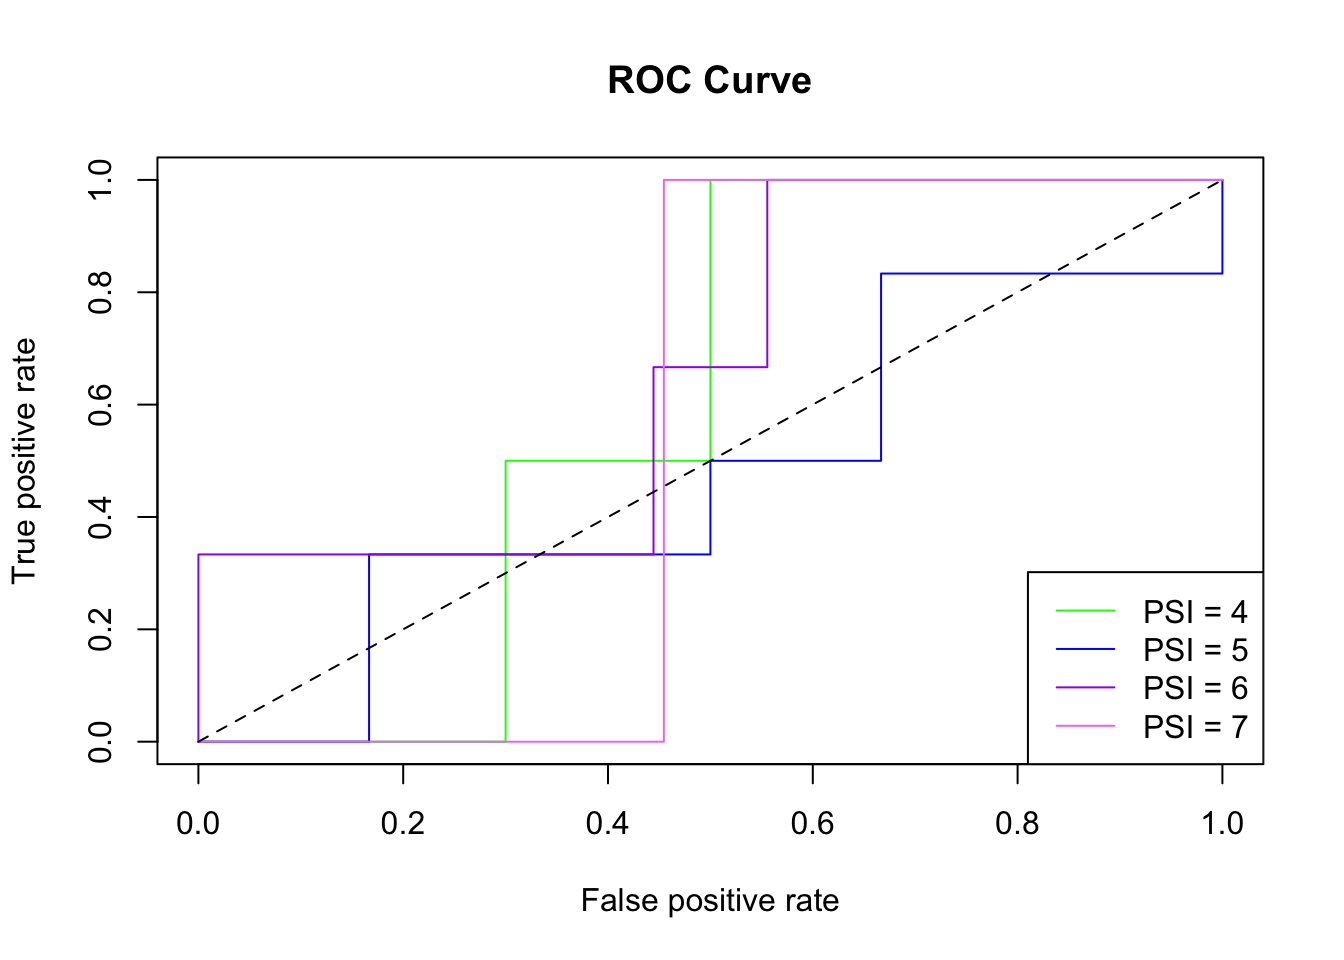 ROC Curve
True positive rate
1.0
0.8
0.6
0.4
0.2
0.0
PSI = 4
PSI = 5
PSI = 6
PSI = 7
0.0 0.2 0.4 0.6 0.8 1.0
False positive rate